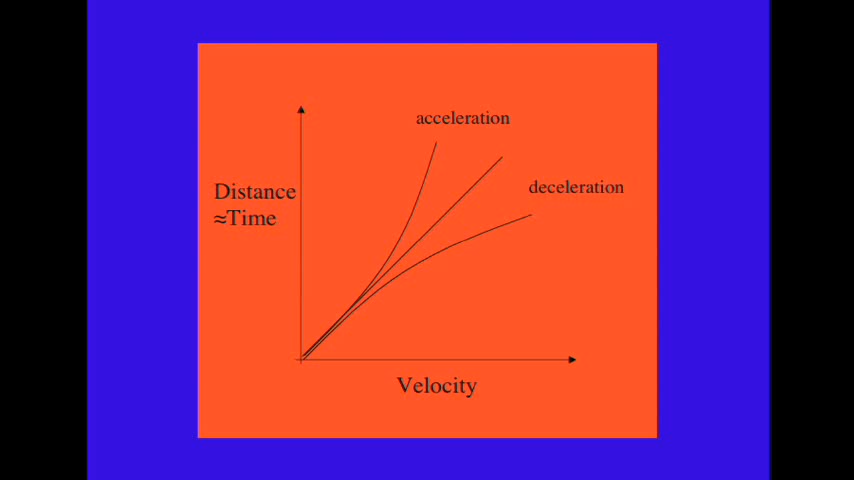 acceleration
deceleration
Distance
≈Time
Velocity